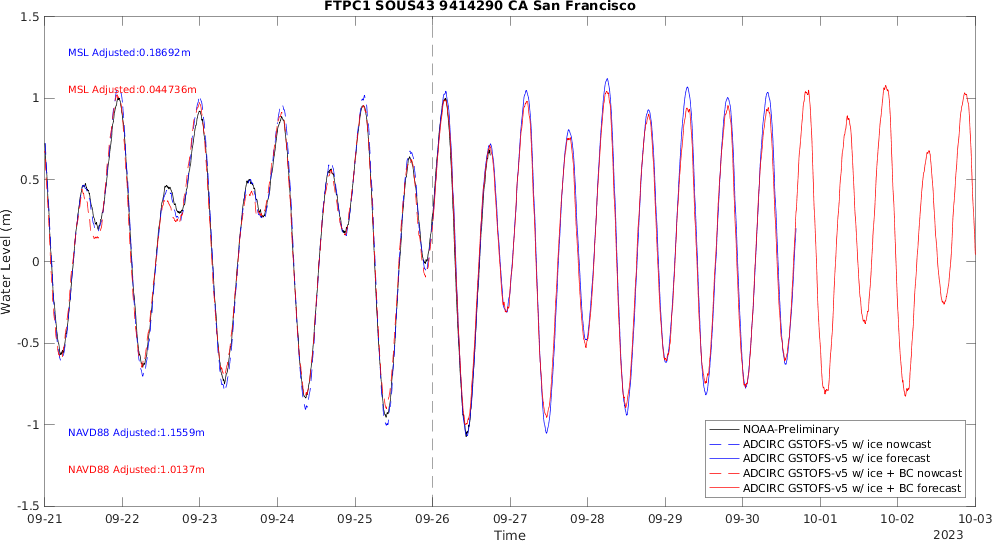 FTPC1 SOUS43 9414290 CA San Francisco
1.5
MSL Adjusted:0.18692m
MSL Adjusted:0.044736m
1
0.5
0
Water Level (m)
-0.5
-1
NAVD88 Adjusted:1.1559m
NAVD88 Adjusted:1.0137m
-1.5
NOAA-Preliminary
ADCIRC GSTOFS-v5 w/ ice nowcast
ADCIRC GSTOFS-v5 w/ ice forecast
ADCIRC GSTOFS-v5 w/ ice + BC nowcast
ADCIRC GSTOFS-v5 w/ ice + BC forecast
09-21 09-22 09-23 09-24 09-25 09-26 09-27 09-28 09-29 09-30 10-01 10-02 10-03
Time
2023